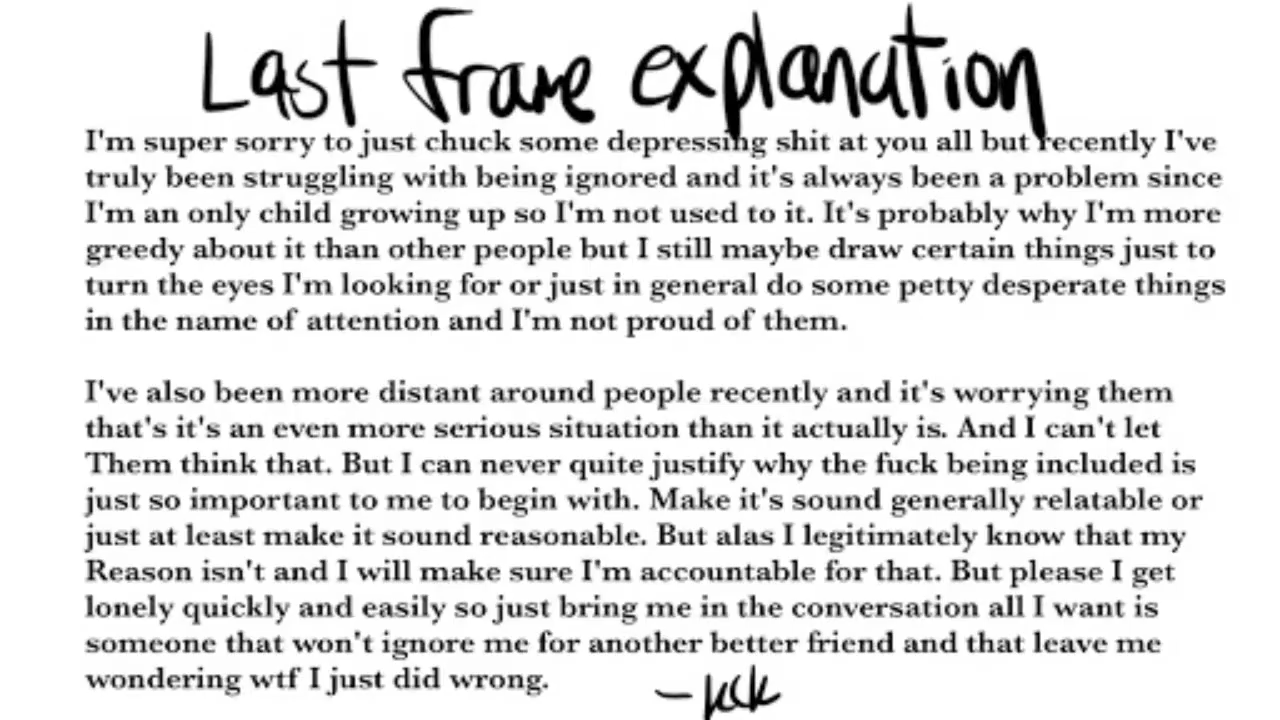 Last frame explanation
I'm super sorry to just chuck some depressing shit at you all but recently I've
truly been struggling with being ignored and it's always been a problem since
I'm an only child growing up so I'm not used to it. It's probably why I'm more
greedy about it than other people but I still maybe draw certain things just to
turn the eyes I'm looking for or just in general do some petty desperate things
in the name of attention and I'm not proud of them.
I've also been more distant around people recently and it's worrying them
that's it's an even more serious situation than it actually is. And I can't let
Them think that. But I can never quite justify why the fuck being included is
just so important to me to begin with. Make it's sound generally relatable or
just at least make it sound reasonable. But alas I legitimately know that my
Reason isn't and I will make sure I'm accountable for that. But please I get
lonely quickly and easily so just bring me in the conversation all I want is
someone that won't ignore me for another better friend and that leave me
wondering wtf I just did wrong.